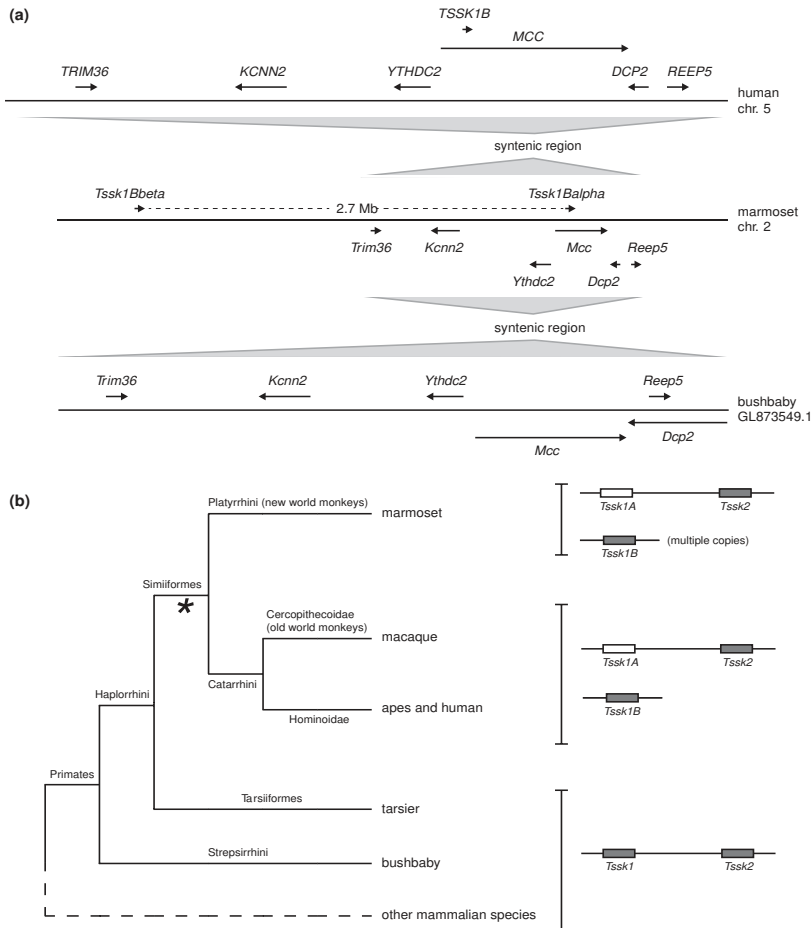 (a)
TSSK1B
MCC
TRIM36
KCNN2
YTHDC2
DCP2
REEP5
human
chr. 5
syntenic region
Tssk1Bbeta
Tssk1Balpha
2.7 Mb
marmoset
chr. 2
Trim36
Kcnn2
Mcc
Reep5
Ythdc2
Dcp2
syntenic region
Trim36
Kcnn2
Ythdc2
Reep5
bushbaby
GL873549.1
Mcc
Dcp2
(b)
Platyrrhini (new world monkeys)
marmoset
Tssk1A
Tssk2
Tssk1B
(multiple copies)
Simiiformes
*
Cercopithecoidae
(old world monkeys)
macaque
Tssk1A
Tssk2
Catarrhini
Haplorrhini
apes and human
Hominoidae
Tssk1B
Primates
Tarsiiformes
tarsier
Strepsirrhini
bushbaby
Tssk1
Tssk2
other mammalian species